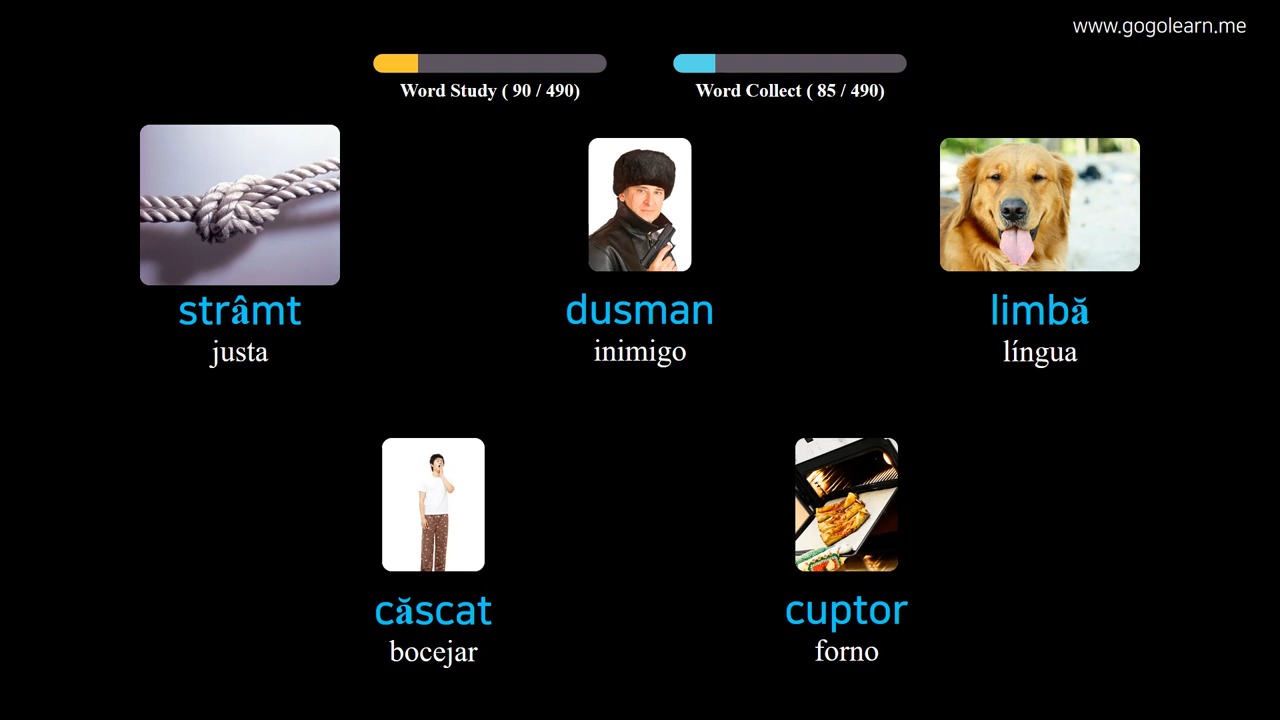 www.gogolearn.me
Word Study ( 90 / 490)
Word Collect ( 85 / 490)
strâmt
justa
dusman
inimigo
limbă
língua
căscat
bocejar
cuptor
forno